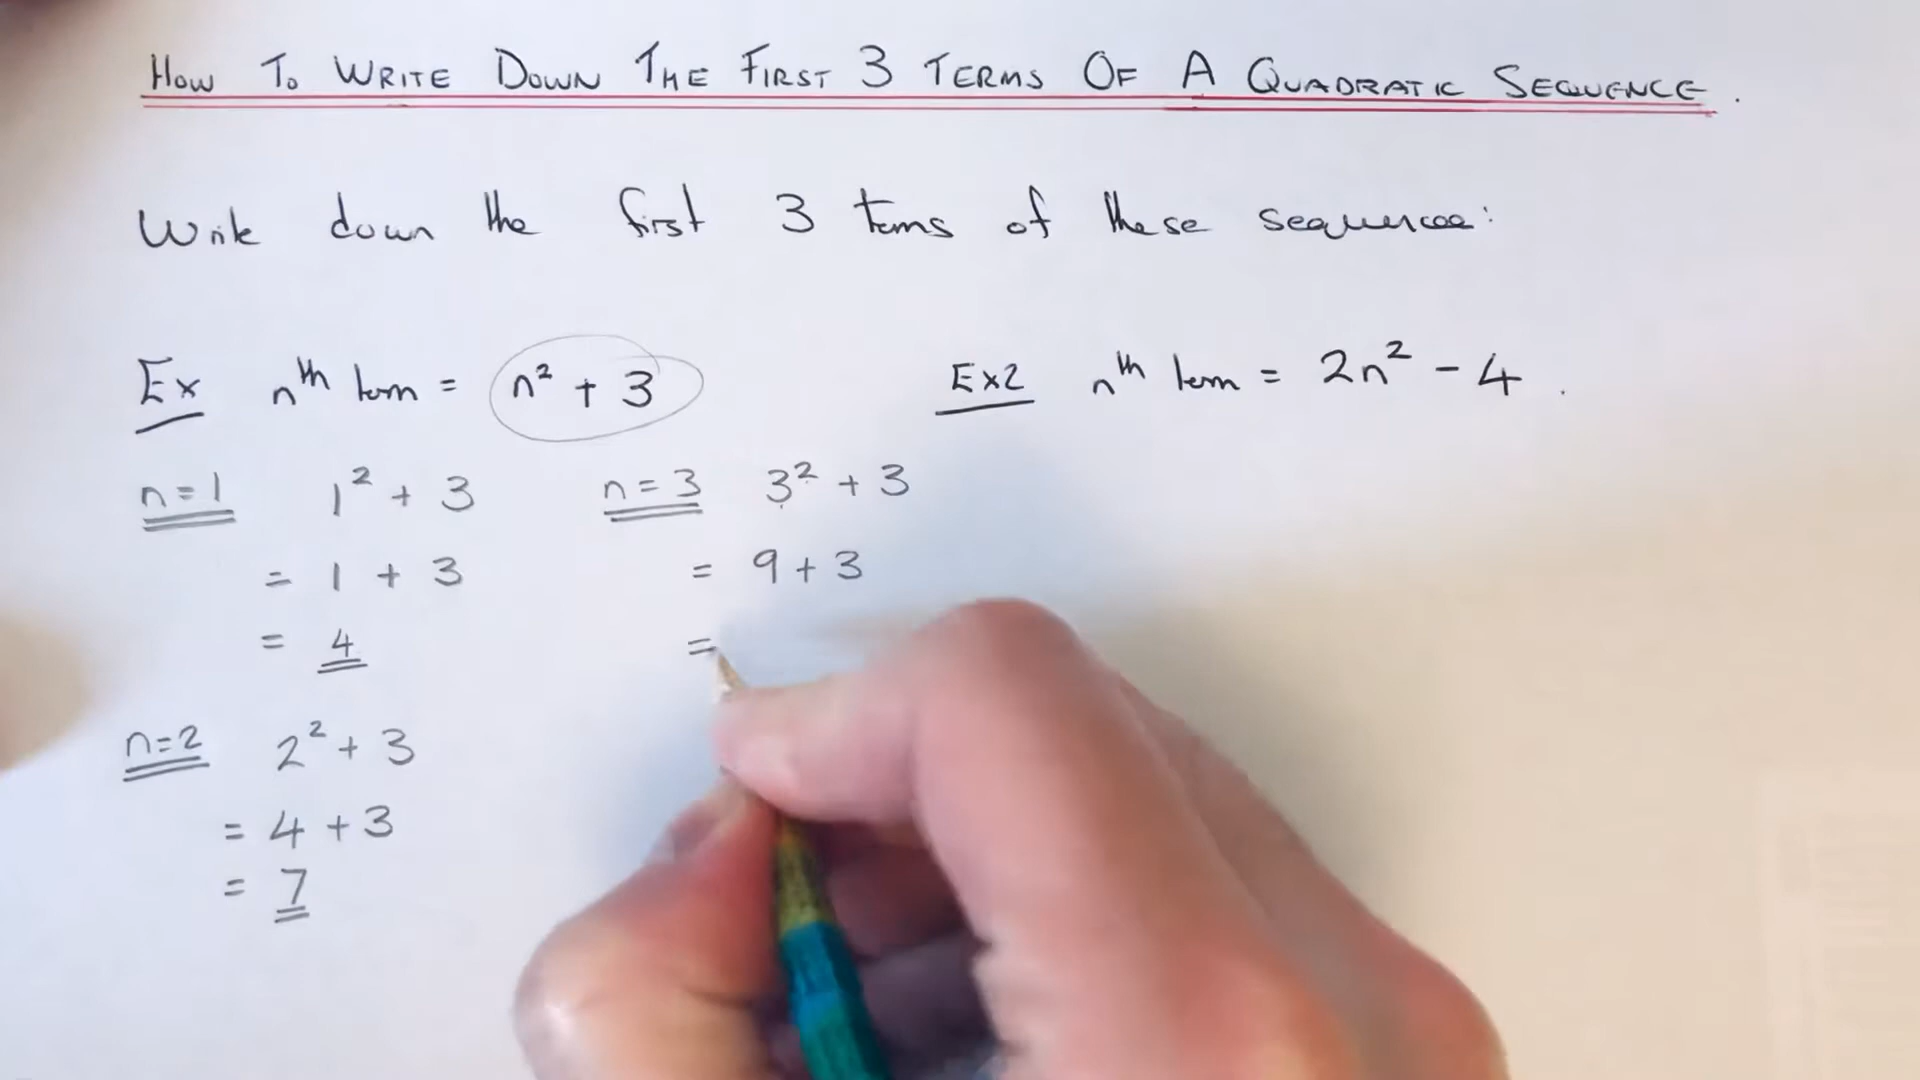 HOW TO WRITE DOWN THE FIRST 3 TERMS OF A QUADRATIC SEQUENCE.
Write down the first 3 terms of these sequences:
Ex nᵗʰ term = n² + 3
n=1 1² + 3
= 1 + 3
= 4
n=2 2² + 3
= 4 + 3
= 7
n=3 3² + 3
= 9 + 3
=
Ex2 nᵗʰ term = 2n² - 4.